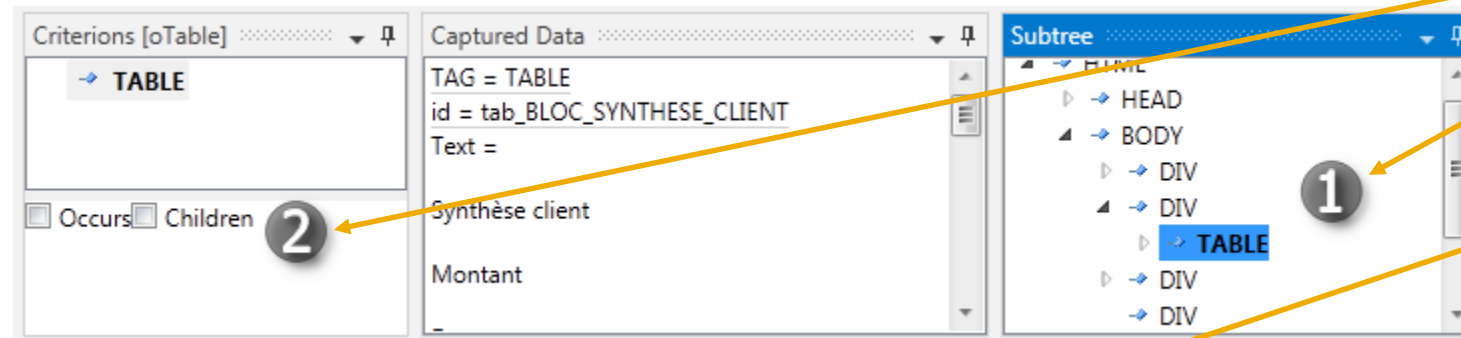 Criterions [oTable]
TABLE
Occurs Children
2
Captured Data
TAG = TABLE
id = tab_BLOC_SYNTHESE_CLIENT
Text =
Synthèse client
Montant
Subtree
HTML
HEAD
BODY
DIV
DIV
TABLE
DIV
DIV
1